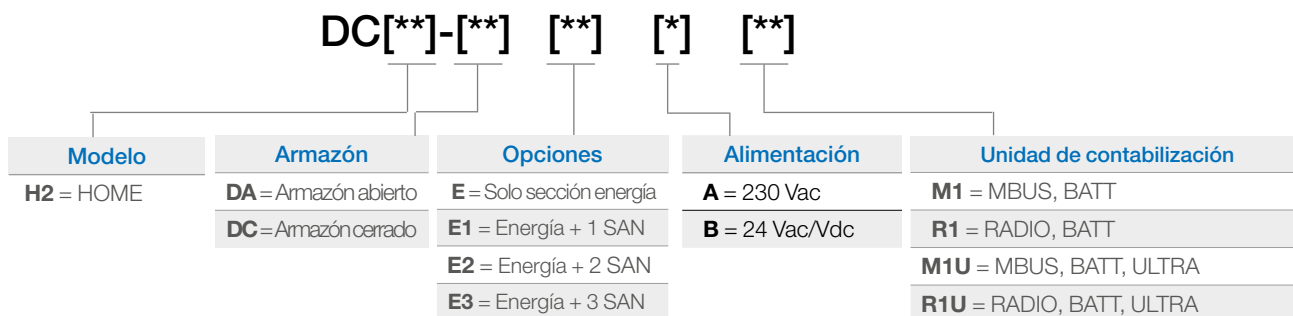 DC[**]-[**] [**] [*] [**]
Modelo
H2 = HOME
Armazón
DA = Armazón abierto
DC = Armazón cerrado
Opciones
E = Solo sección energía
E1 = Energía + 1 SAN
E2 = Energía + 2 SAN
E3 = Energía + 3 SAN
Alimentación
A = 230 Vac
B = 24 Vac/Vdc
Unidad de contabilización
M1 = MBUS, BATT
R1 = RADIO, BATT
M1U = MBUS, BATT, ULTRA
R1U = RADIO, BATT, ULTRA